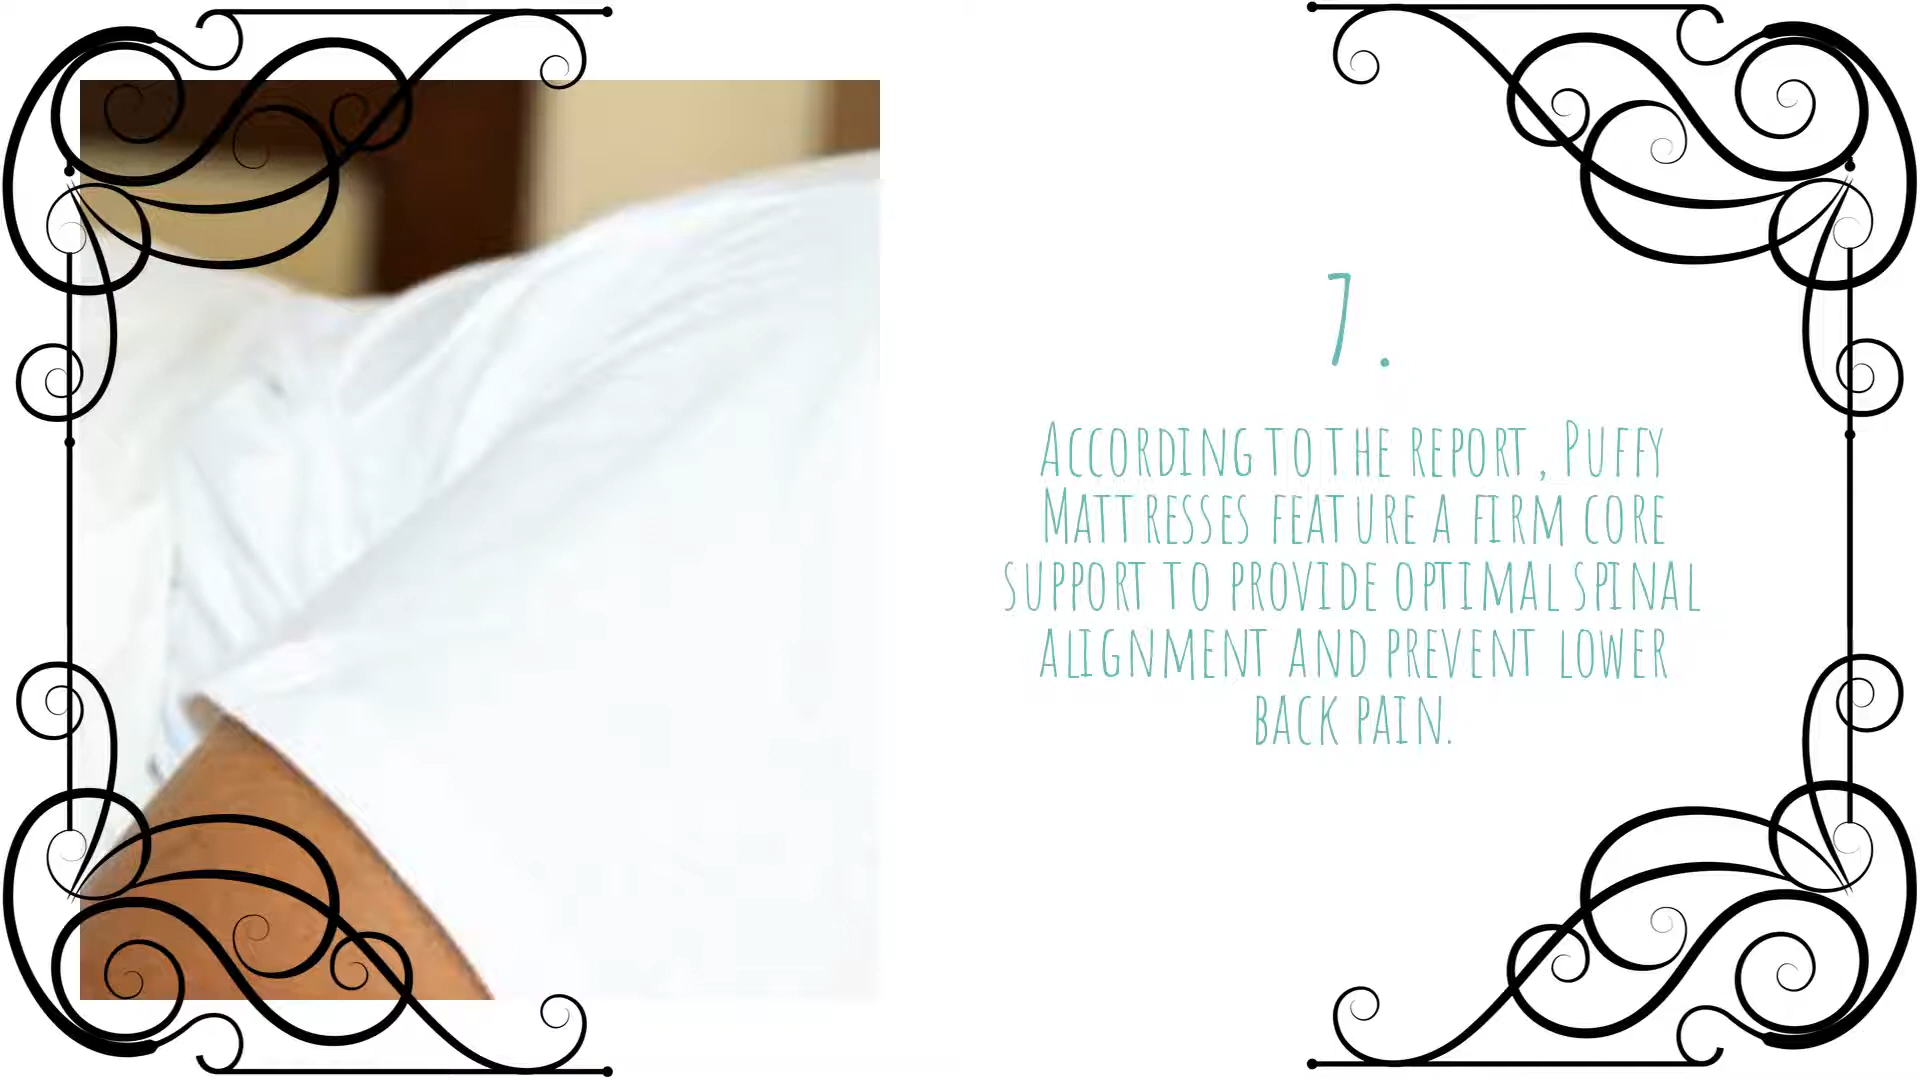 7.
According to the report, Puffy
Mattresses feature a firm core
support to provide optimal spinal
alignment and prevent lower
back pain.